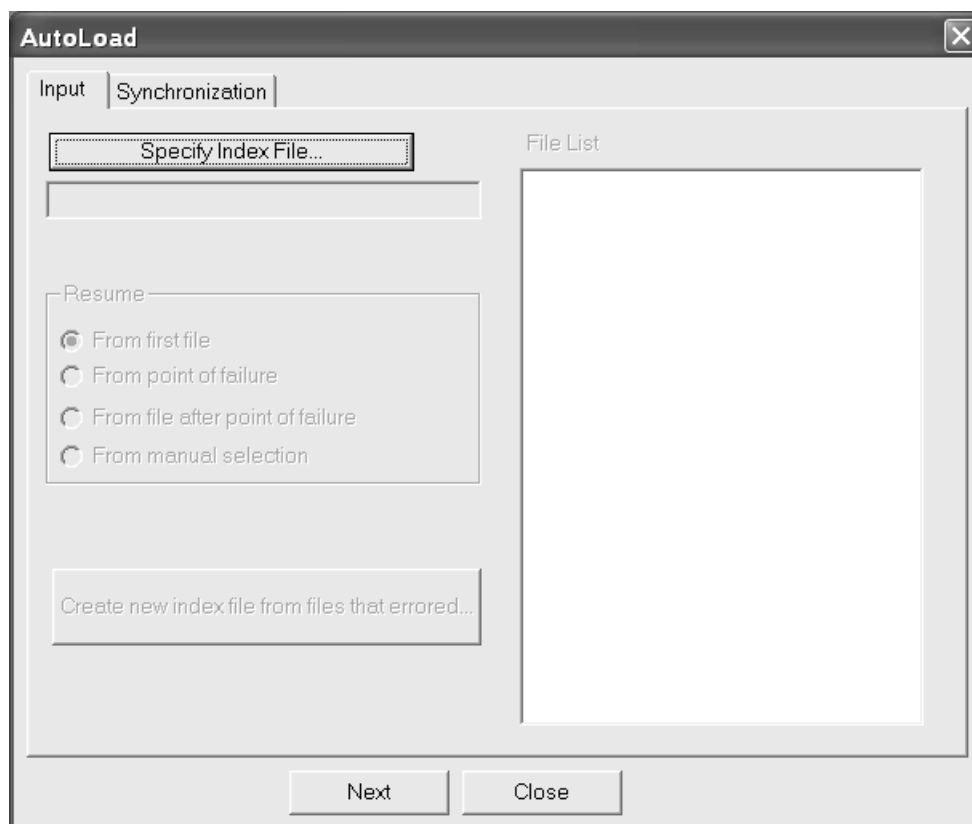 AutoLoad
Input
Synchronization
Specify Index File...
File List
Resume
From first file
From point of failure
From file after point of failure
From manual selection
Create new index file from files that errored...
Next
Close